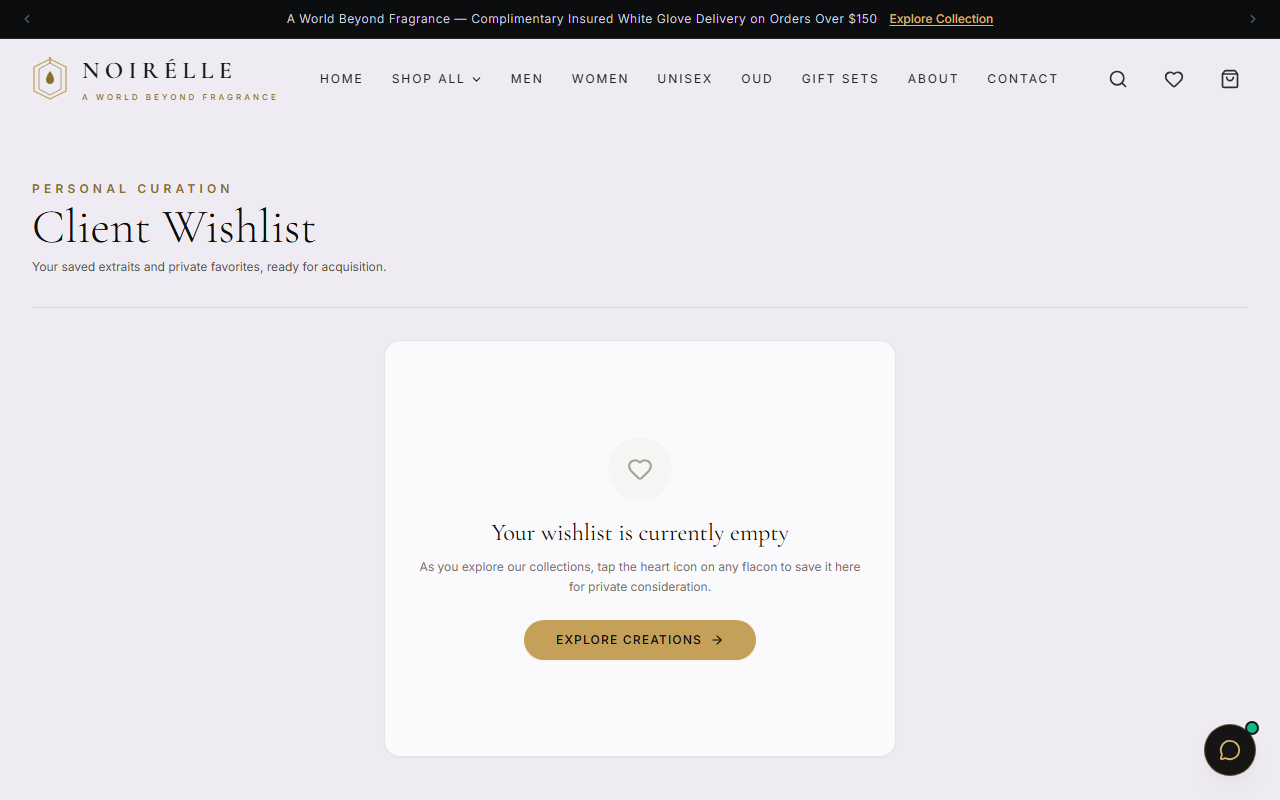 A World Beyond Fragrance — Complimentary Insured White Glove Delivery on Orders Over $150 Explore Collection
NOIRÉLLE
A WORLD BEYOND FRAGRANCE
HOME SHOP ALL MEN WOMEN UNISEX OUD GIFT SETS ABOUT CONTACT
PERSONAL CURATION
Client Wishlist
Your saved extraits and private favorites, ready for acquisition.
Your wishlist is currently empty
As you explore our collections, tap the heart icon on any flacon to save it here
for private consideration.
EXPLORE CREATIONS